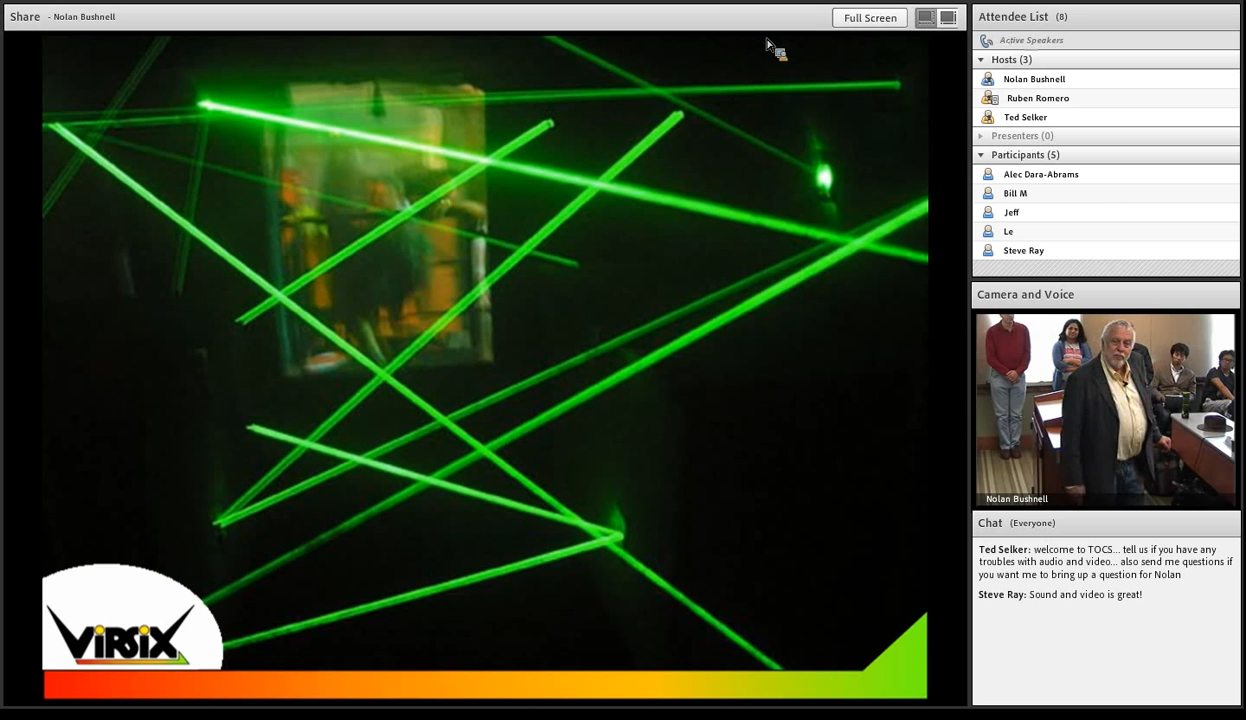 Share - Nolan Bushnell
Full Screen
VIRSIX
Attendee List (8)
Active Speakers
Hosts (3)
Nolan Bushnell
Ruben Romero
Ted Selker
Presenters (0)
Participants (5)
Alec Dara-Abrams
Bill M
Jeff
Le
Steve Ray
Camera and Voice
Nolan Bushnell
Chat (Everyone)
Ted Selker: welcome to TOCS... tell us if you have any
troubles with audio and video... also send me questions if
you want me to bring up a question for Nolan
Steve Ray: Sound and video is great!